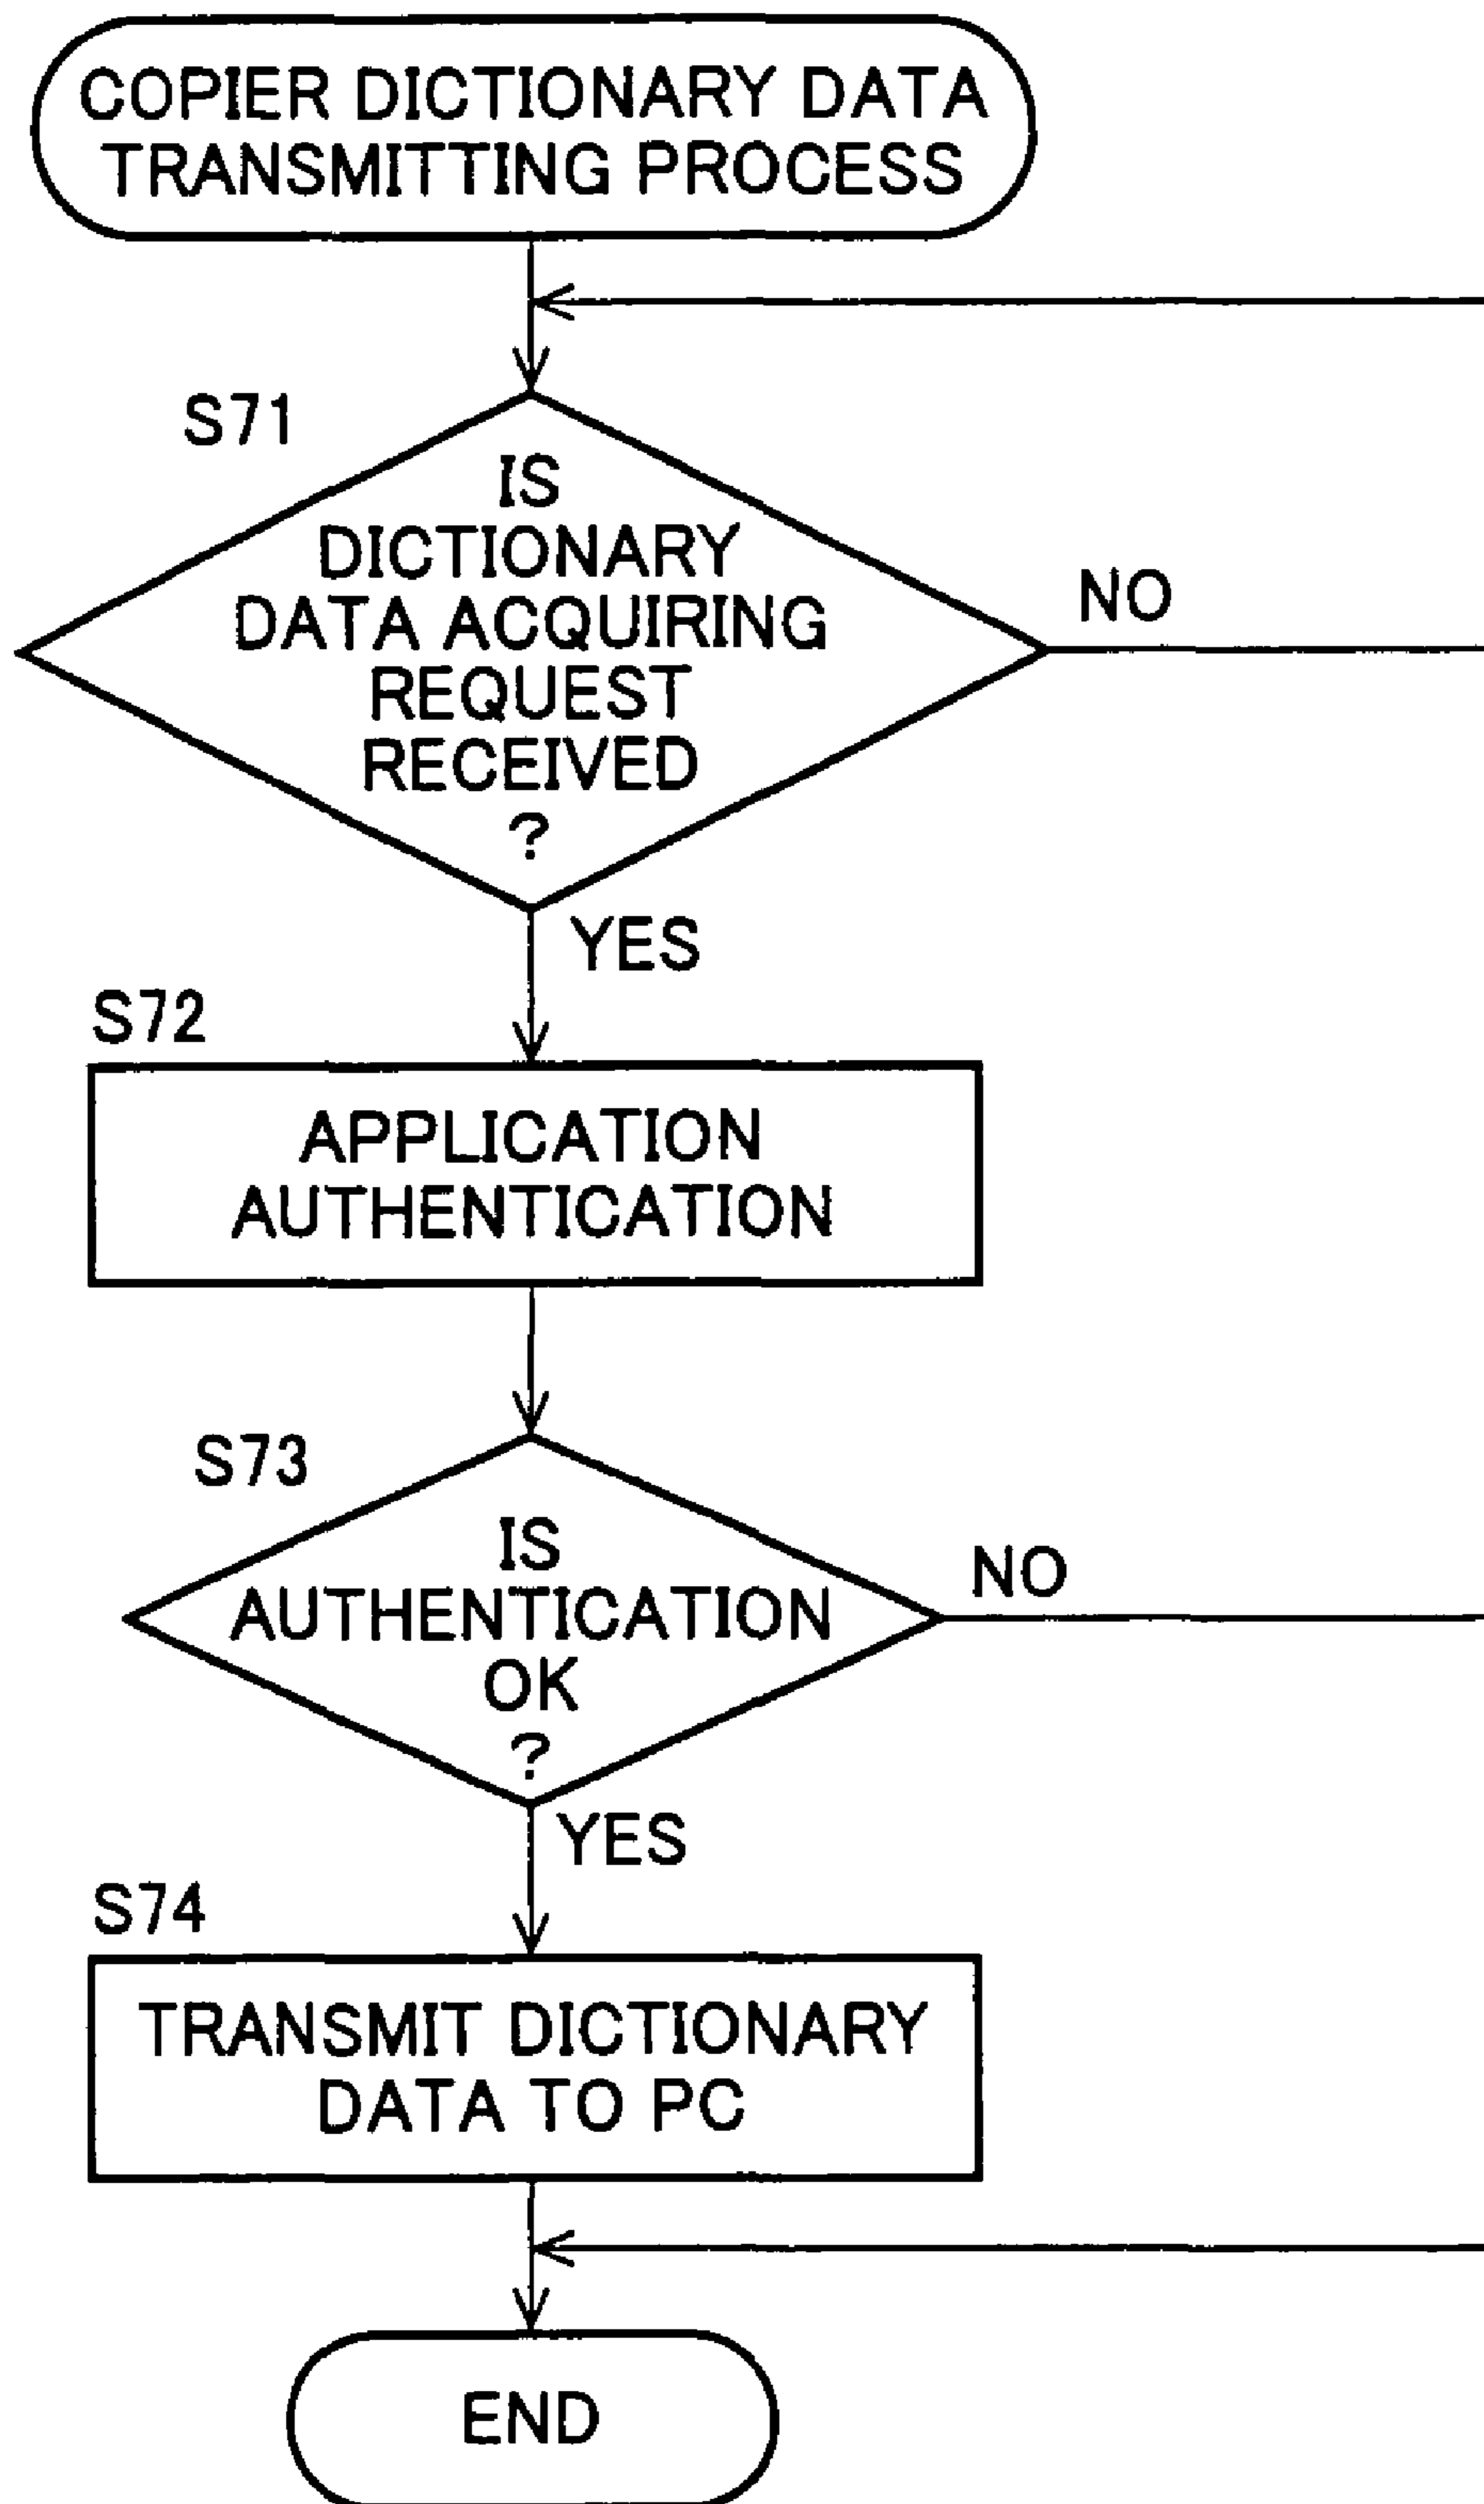 COPIER DICTIONARY DATA
TRANSMITTING PROCESS
S71
IS
DICTIONARY
DATA ACQUIRING
REQUEST
RECEIVED
?
NO
YES
S72
APPLICATION
AUTHENTICATION
S73
IS
AUTHENTICATION
OK
?
NO
YES
S74
TRANSMIT DICTIONARY
DATA TO PC
END